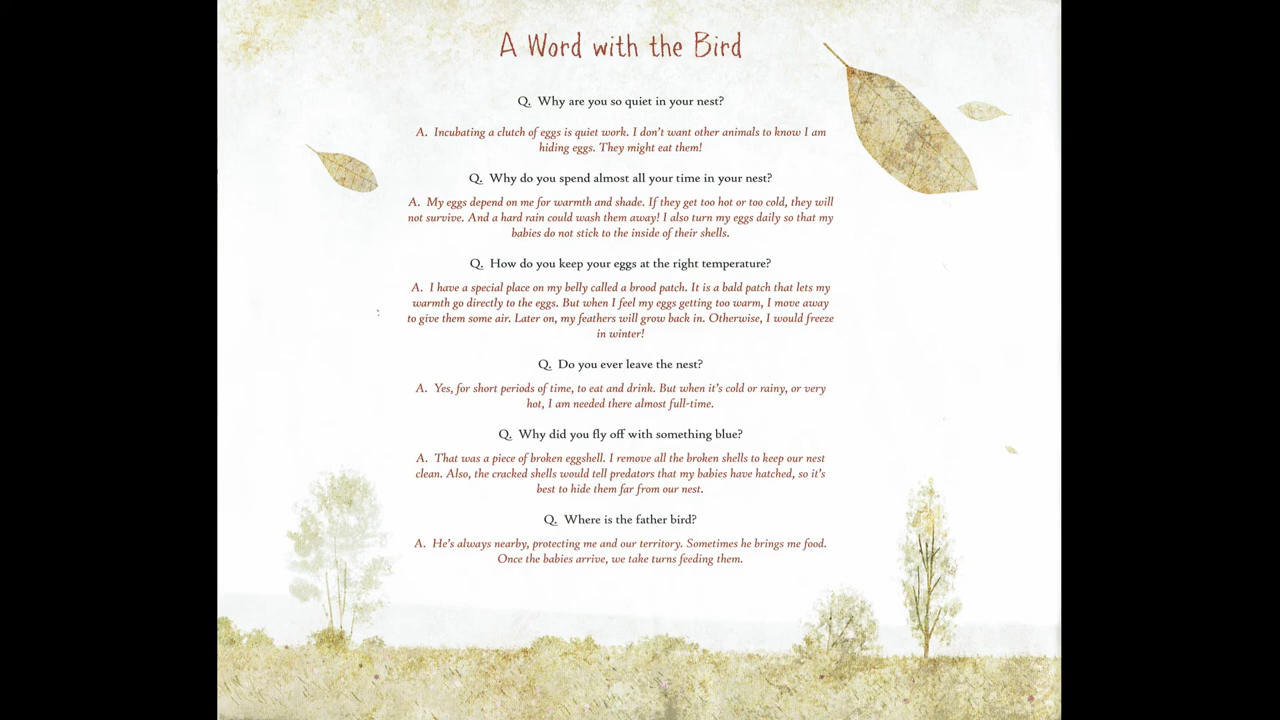 A Word with the Bird
Q. Why are you so quiet in your nest?
A. Incubating a clutch of eggs is quiet work. I don't want other animals to know I am
hiding eggs. They might eat them!
Q. Why do you spend almost all your time in your nest?
A. My eggs depend on me for warmth and shade. If they get too hot or too cold, they will
not survive. And a hard rain could wash them away! I also turn my eggs daily so that my
babies do not stick to the inside of their shells.
Q. How do you keep your eggs at the right temperature?
A. I have a special place on my belly called a brood patch. It is a bald patch that lets my
warmth go directly to the eggs. But when I feel my eggs getting too warm, I move away
to give them some air. Later on, my feathers will grow back in. Otherwise, I would freeze
in winter!
Q. Do you ever leave the nest?
A. Yes, for short periods of time, to eat and drink. But when it's cold or rainy, or very
hot, I am needed there almost full-time.
Q. Why did you fly off with something blue?
A. That was a piece of broken eggshell. I remove all the broken shells to keep our nest
clean. Also, the cracked shells would tell predators that my babies have hatched, so it's
best to hide them far from our nest.
Q. Where is the father bird?
A. He's always nearby, protecting me and our territory. Sometimes he brings me food.
Once the babies arrive, we take turns feeding them.